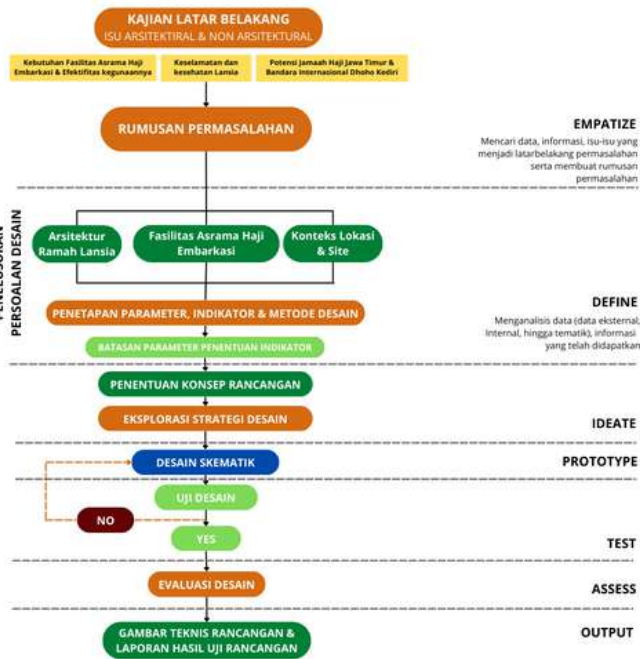 KAJIAN LATAR BELAKANG
ISU ARSITEKTIRAL & NON ARSITEKTURAL
Kebutuhan Fasilitas Asrama Haji
Embarkasi & Efektifitas kegunaannya
Keselamatan dan
kesehatan Lansia
Potensi Jamaah Haji Jawa Timur &
Bandara Internasional Dhoho Kediri
RUMUSAN PERMASALAHAN
EMPATIZE
Mencari data, informasi, isu-isu yang
menjadi latarbelakang permasalahan
serta membuat rumusan
permasalahan
PERSOALAN DESAIN
Arsitektur
Ramah Lansia
Fasilitas Asrama Haji
Embarkasi
Konteks Lokasi
& Site
PENETAPAN PARAMETER, INDIKATOR & METODE DESAIN
BATASAN PARAMETER PENENTUAN INDIKATOR
DEFINE
Menganalisis data (data eksternal,
Internal, hingga tematik), informasi
yang telah didapatkan
PENENTUAN KONSEP RANCANGAN
EKSPLORASI STRATEGI DESAIN
IDEATE
DESAIN SKEMATIK
PROTOTYPE
UJI DESAIN
NO
YES
TEST
EVALUASI DESAIN
ASSESS
GAMBAR TEKNIS RANCANGAN &
LAPORAN HASIL UJI RANCANGAN
OUTPUT